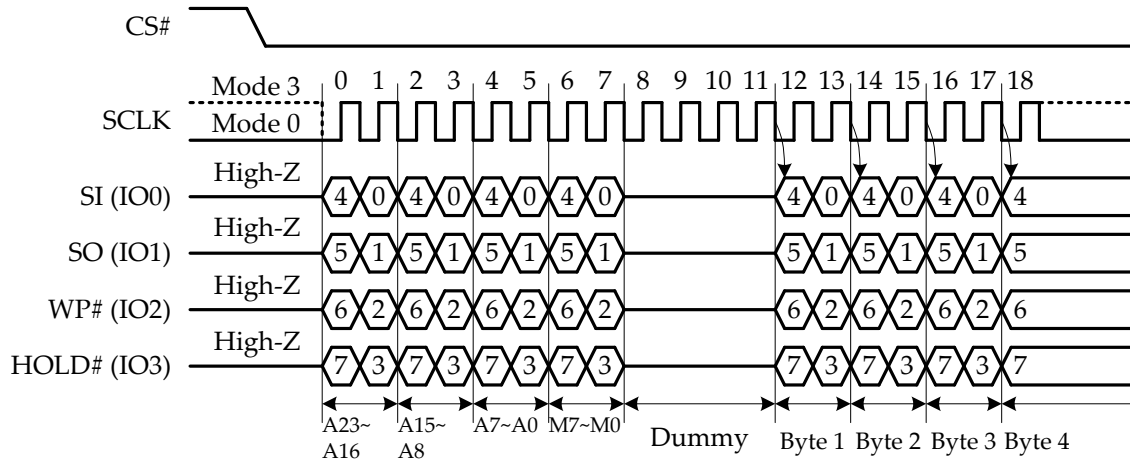 CS#
Mode 3 0 1 2 3 4 5 6 7 8 9 10 11 12 13 14 15 16 17 18
SCLK Mode 0
High-Z
SI (IO0) 4 0 4 0 4 0 4 0 4 0 4 0 4 0 4
High-Z
SO (IO1) 5 1 5 1 5 1 5 1 5 1 5 1 5 1 5
High-Z
WP# (IO2) 6 2 6 2 6 2 6 2 6 2 6 2 6 2 6
High-Z
HOLD# (IO3) 7 3 7 3 7 3 7 3 7 3 7 3 7 3 7
A23~ A15~ A7~A0 M7~M0 Dummy Byte 1 Byte 2 Byte 3 Byte 4
A16 A8